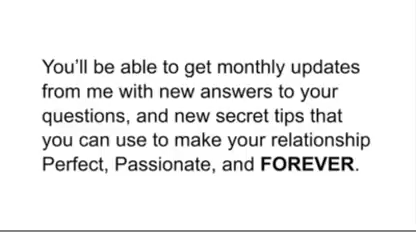 You’ll be able to get monthly updates
from me with new answers to your
questions, and new secret tips that
you can use to make your relationship
Perfect, Passionate, and FOREVER.